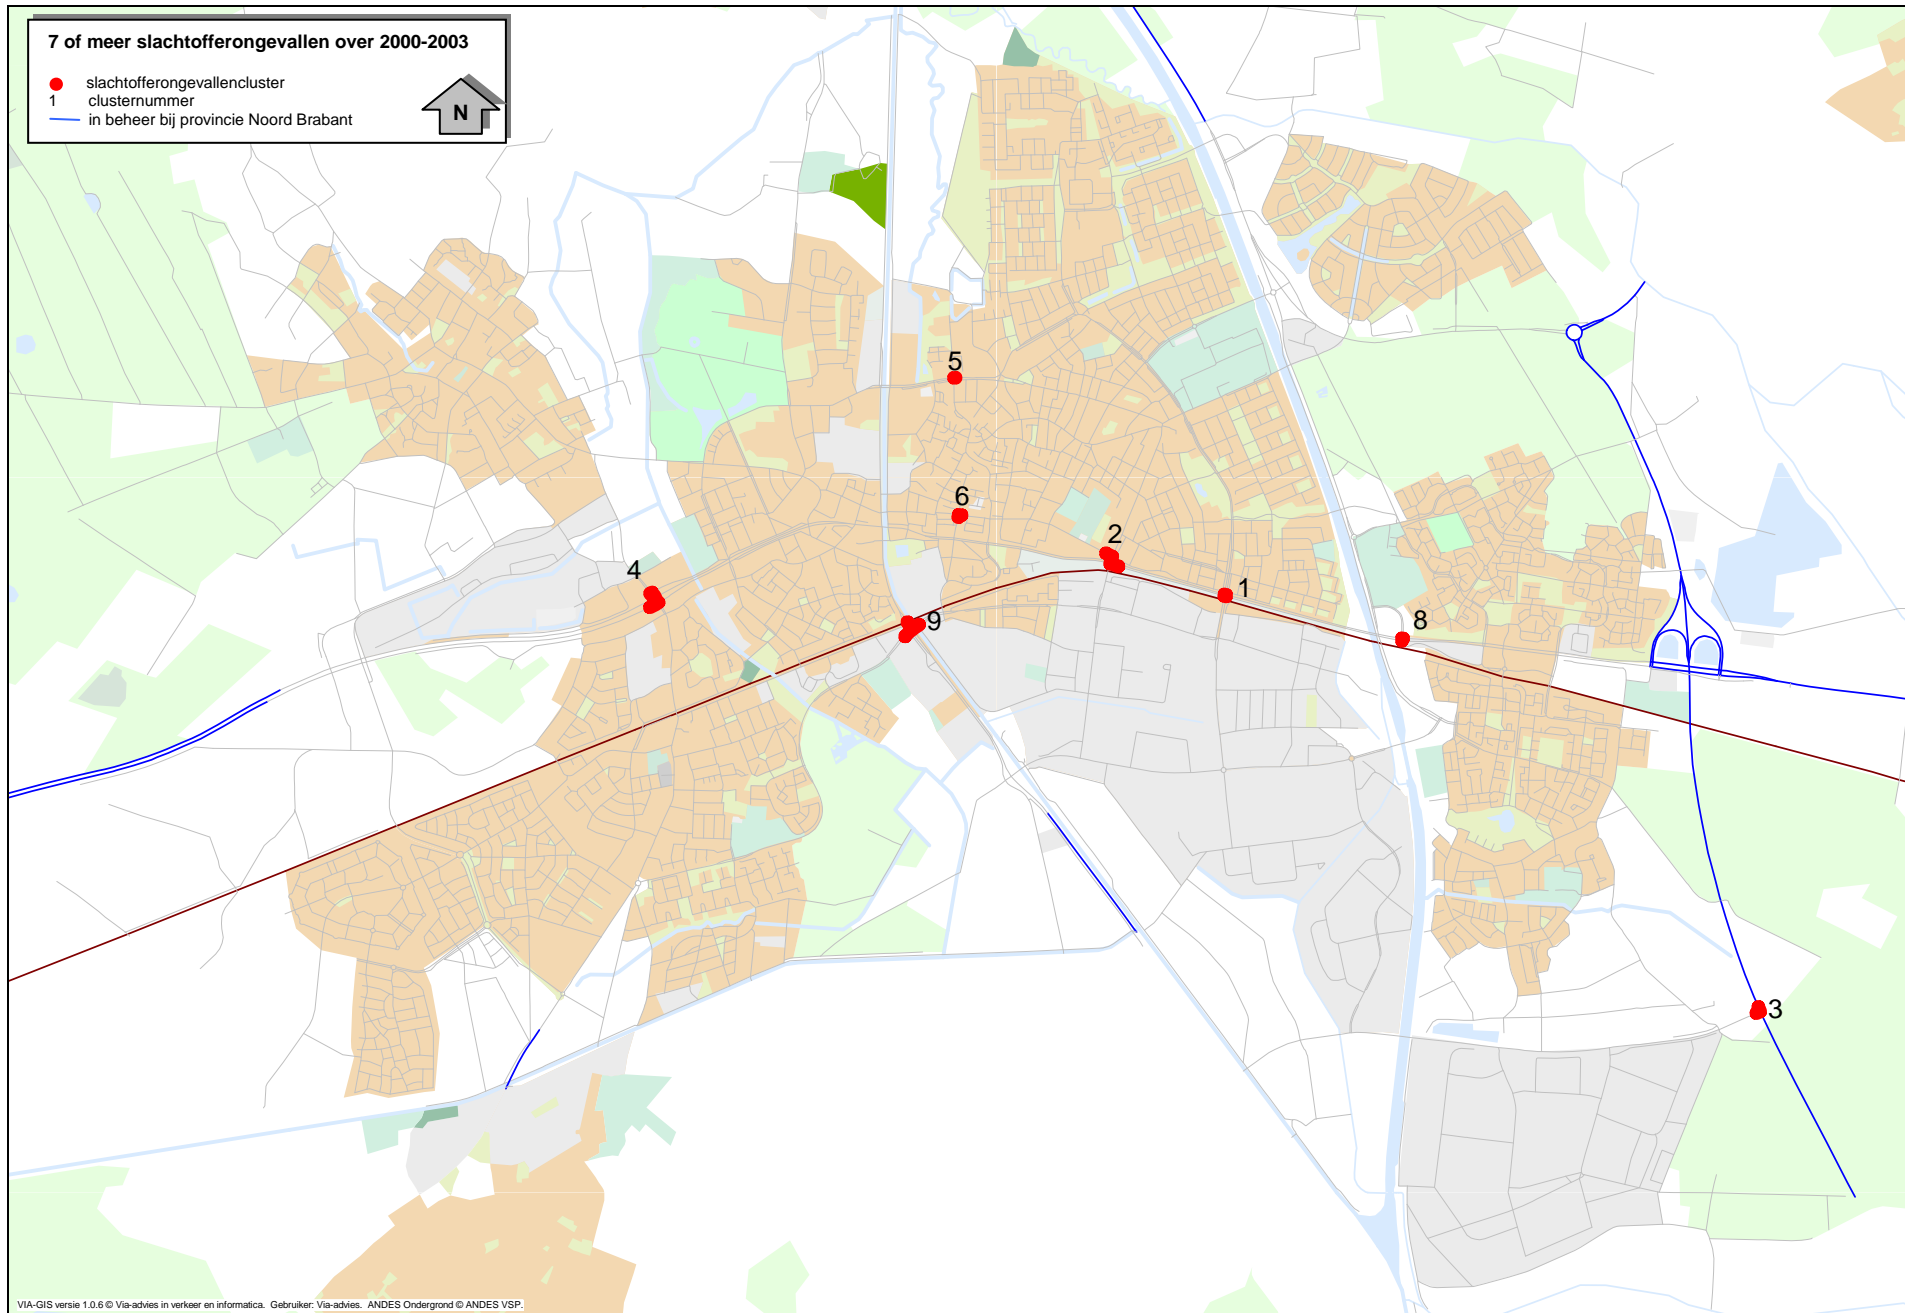 7 of meer slachtofferongevallen over 2000-2003
slachtofferongevallencluster
1 clusternummer
in beheer bij provincie Noord Brabant
N
5
6
2
4
1
9
8
3
VIA-GIS versie 1.0.6 © Via-advies in verkeer en informatica. Gebruiker: Via-advies. ANDES Ondergrond © ANDES VSP.